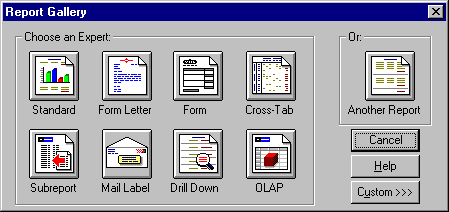 Report Gallery
Choose an Expert:
Or:
Standard
Form Letter
Form
Cross-Tab
Another Report
Subreport
Mail Label
Drill Down
OLAP
Cancel
Help
Custom >>>